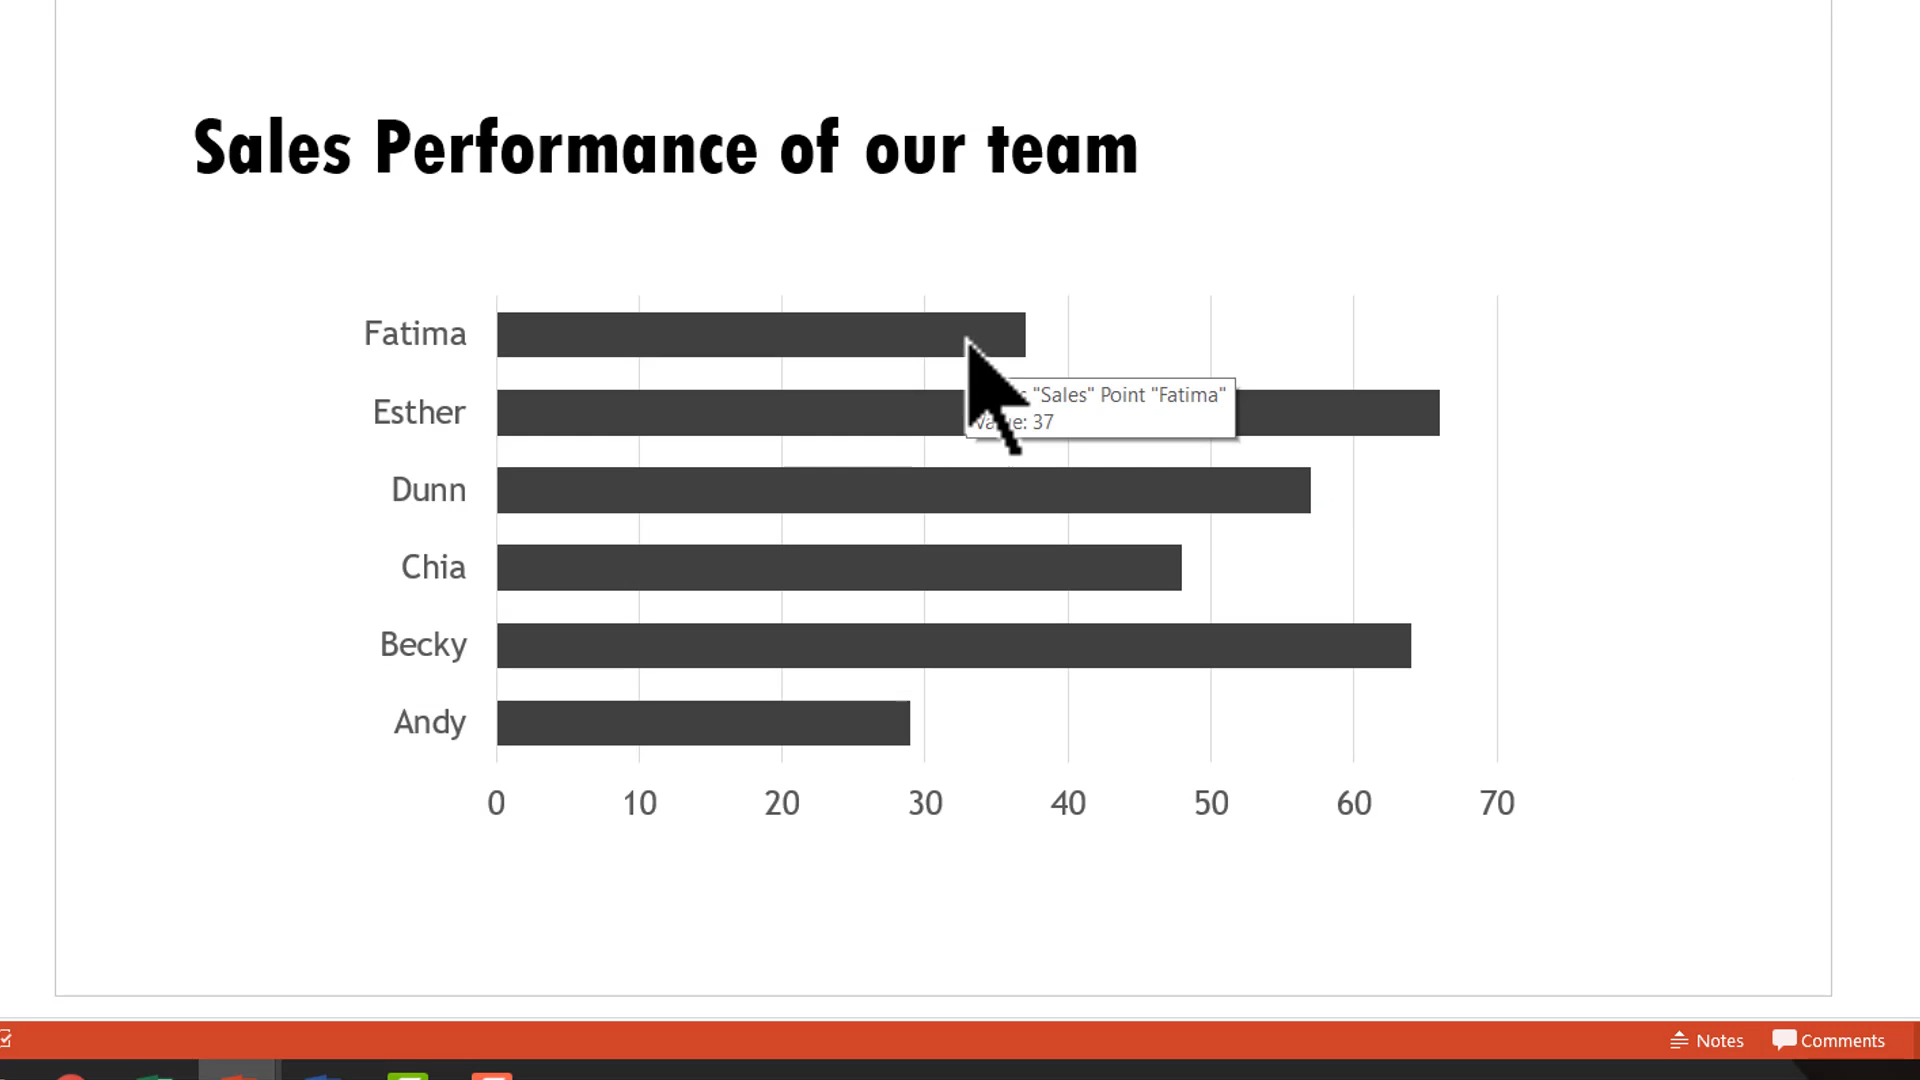 Sales Performance of our team
Fatima
"Sales" Point "Fatima"
Esther
37
Dunn
Chia
Becky
Andy
0 10 20 30 40 50 60 70
Notes Comments